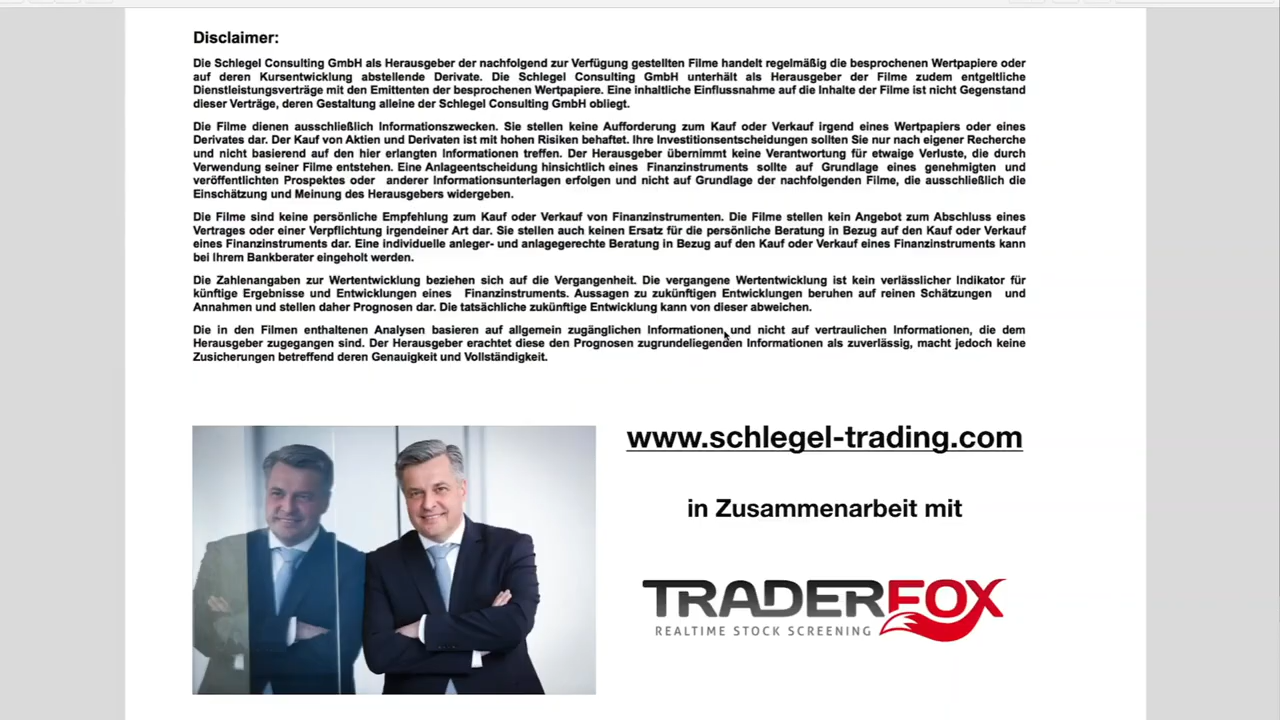 Disclaimer:
Die Schlegel Consulting GmbH als Herausgeber der nachfolgend zur Verfügung gestellten Filme handelt regelmäßig die besprochenen Wertpapiere oder
auf deren Kursentwicklung abstellende Derivate. Die Schlegel Consulting GmbH unterhält als Herausgeber der Filme zudem entgeltliche
Dienstleistungsverträge mit den Emittenten der besprochenen Wertpapiere. Eine inhaltliche Einflussnahme auf die Inhalte der Filme ist nicht Gegenstand
dieser Verträge, deren Gestaltung alleine der Schlegel Consulting GmbH obliegt.
Die Filme dienen ausschließlich Informationszwecken. Sie stellen keine Aufforderung zum Kauf oder Verkauf irgend eines Wertpapiers oder eines
Derivates dar. Der Kauf von Aktien und Derivaten ist mit hohen Risiken behaftet. Ihre Investitionsentscheidungen sollten Sie nur nach eigener Recherche
und nicht basierend auf den hier erlangten Informationen treffen. Der Herausgeber übernimmt keine Verantwortung für etwaige Verluste, die durch
Verwendung seiner Filme entstehen. Eine Anlageentscheidung hinsichtlich eines Finanzinstruments sollte auf Grundlage eines genehmigten und
veröffentlichten Prospektes oder anderer Informationsunterlagen erfolgen und nicht auf Grundlage der nachfolgenden Filme, die ausschließlich die
Einschätzung und Meinung des Herausgebers widergeben.
Die Filme sind keine persönliche Empfehlung zum Kauf oder Verkauf von Finanzinstrumenten. Die Filme stellen kein Angebot zum Abschluss eines
Vertrages oder einer Verpflichtung irgendeiner Art dar. Sie stellen auch keinen Ersatz für die persönliche Beratung in Bezug auf den Kauf oder Verkauf
eines Finanzinstruments dar. Eine individuelle anleger- und anlagegerechte Beratung in Bezug auf den Kauf oder Verkauf eines Finanzinstruments kann
bei Ihrem Bankberater eingeholt werden.
Die Zahlenangaben zur Wertentwicklung beziehen sich auf die Vergangenheit. Die vergangene Wertentwicklung ist kein verlässlicher Indikator für
künftige Ergebnisse und Entwicklungen eines Finanzinstruments. Aussagen zu zukünftigen Entwicklungen beruhen auf reinen Schätzungen und
Annahmen und stellen daher Prognosen dar. Die tatsächliche zukünftige Entwicklung kann von dieser abweichen.
Die in den Filmen enthaltenen Analysen basieren auf allgemein zugänglichen Informationen und nicht auf vertraulichen Informationen, die dem
Herausgeber zugegangen sind. Der Herausgeber erachtet diese den Prognosen zugrundeliegenden Informationen als zuverlässig, macht jedoch keine
Zusicherungen betreffend deren Genauigkeit und Vollständigkeit.
www.schlegel-trading.com
in Zusammenarbeit mit
TRADERFOX
REALTIME STOCK SCREENING